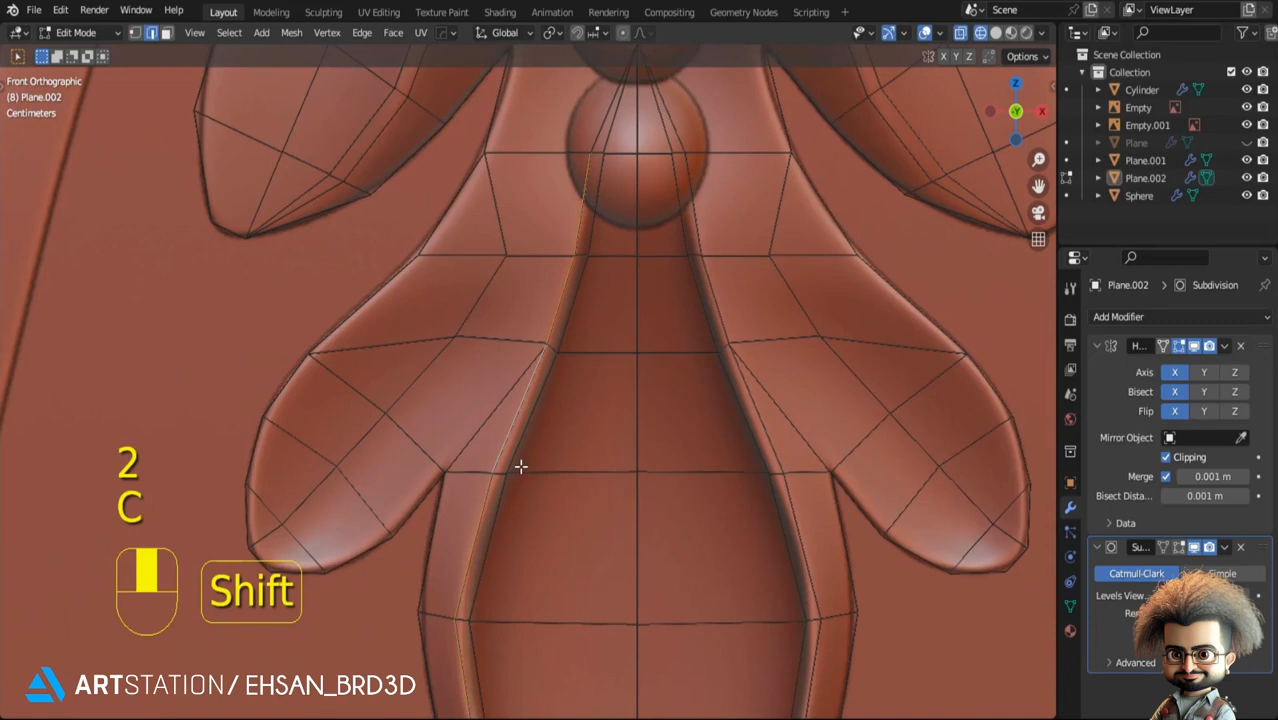 File Edit Render Window Help Layout Modeling Sculpting UV Editing Texture Paint Shading Animation Rendering Compositing Geometry Nodes Scripting + Scene ViewLayer
Edit Mode View Select Add Mesh Vertex Edge Face UV Global
X Y Z Options
Front Orthographic
(8) Plane.002
Centimeters
Z
-Y
X
Scene Collection
Collection
Cylinder
Empty
Empty.001
Plane
Plane.001
Plane.002
Sphere
Plane.002 > Subdivision
Add Modifier
H...
Axis X Y Z
Bisect X Y Z
Flip X Y Z
Mirror Object
Clipping
Merge 0.001 m
Bisect Dista... 0.001 m
Data
Su...
Catmull-Clark Simple
Levels View...
Advanced
2
C
Shift
ARTSTATION/ EHSAN_BRD3D